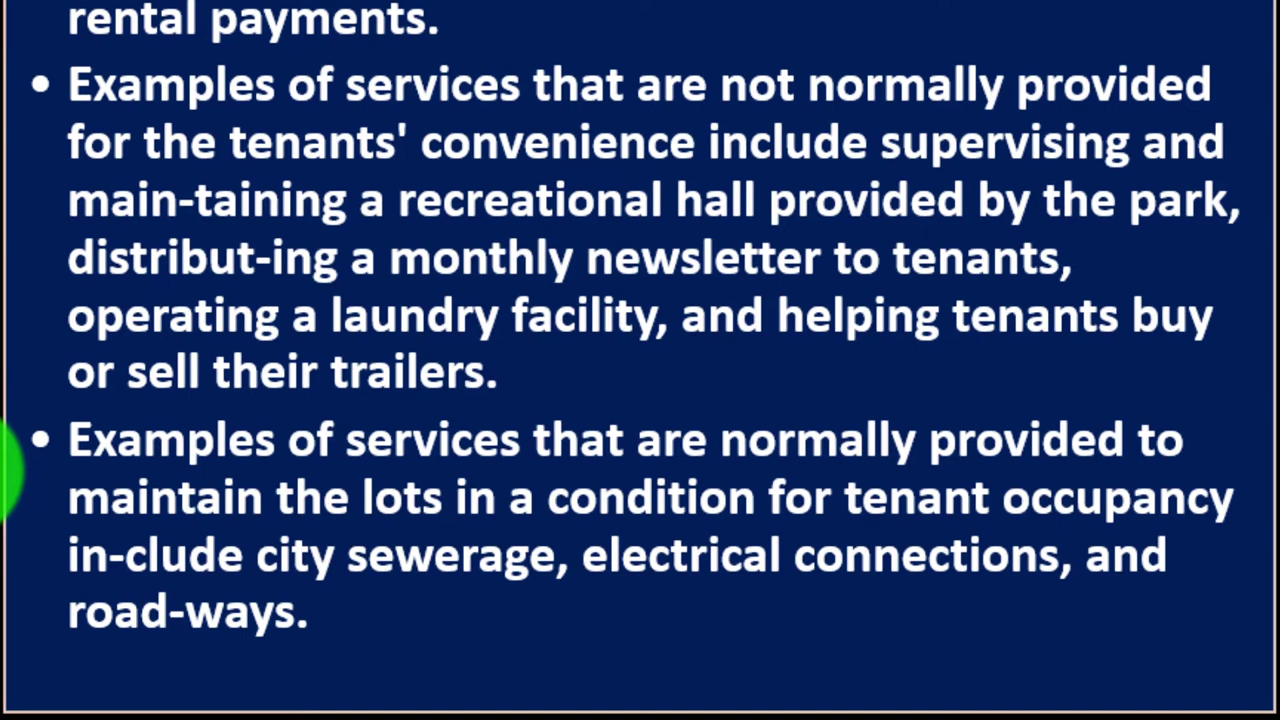 rental payments.
• Examples of services that are not normally provided
for the tenants' convenience include supervising and
main-taining a recreational hall provided by the park,
distribut-ing a monthly newsletter to tenants,
operating a laundry facility, and helping tenants buy
or sell their trailers.
• Examples of services that are normally provided to
maintain the lots in a condition for tenant occupancy
in-clude city sewerage, electrical connections, and
road-ways.